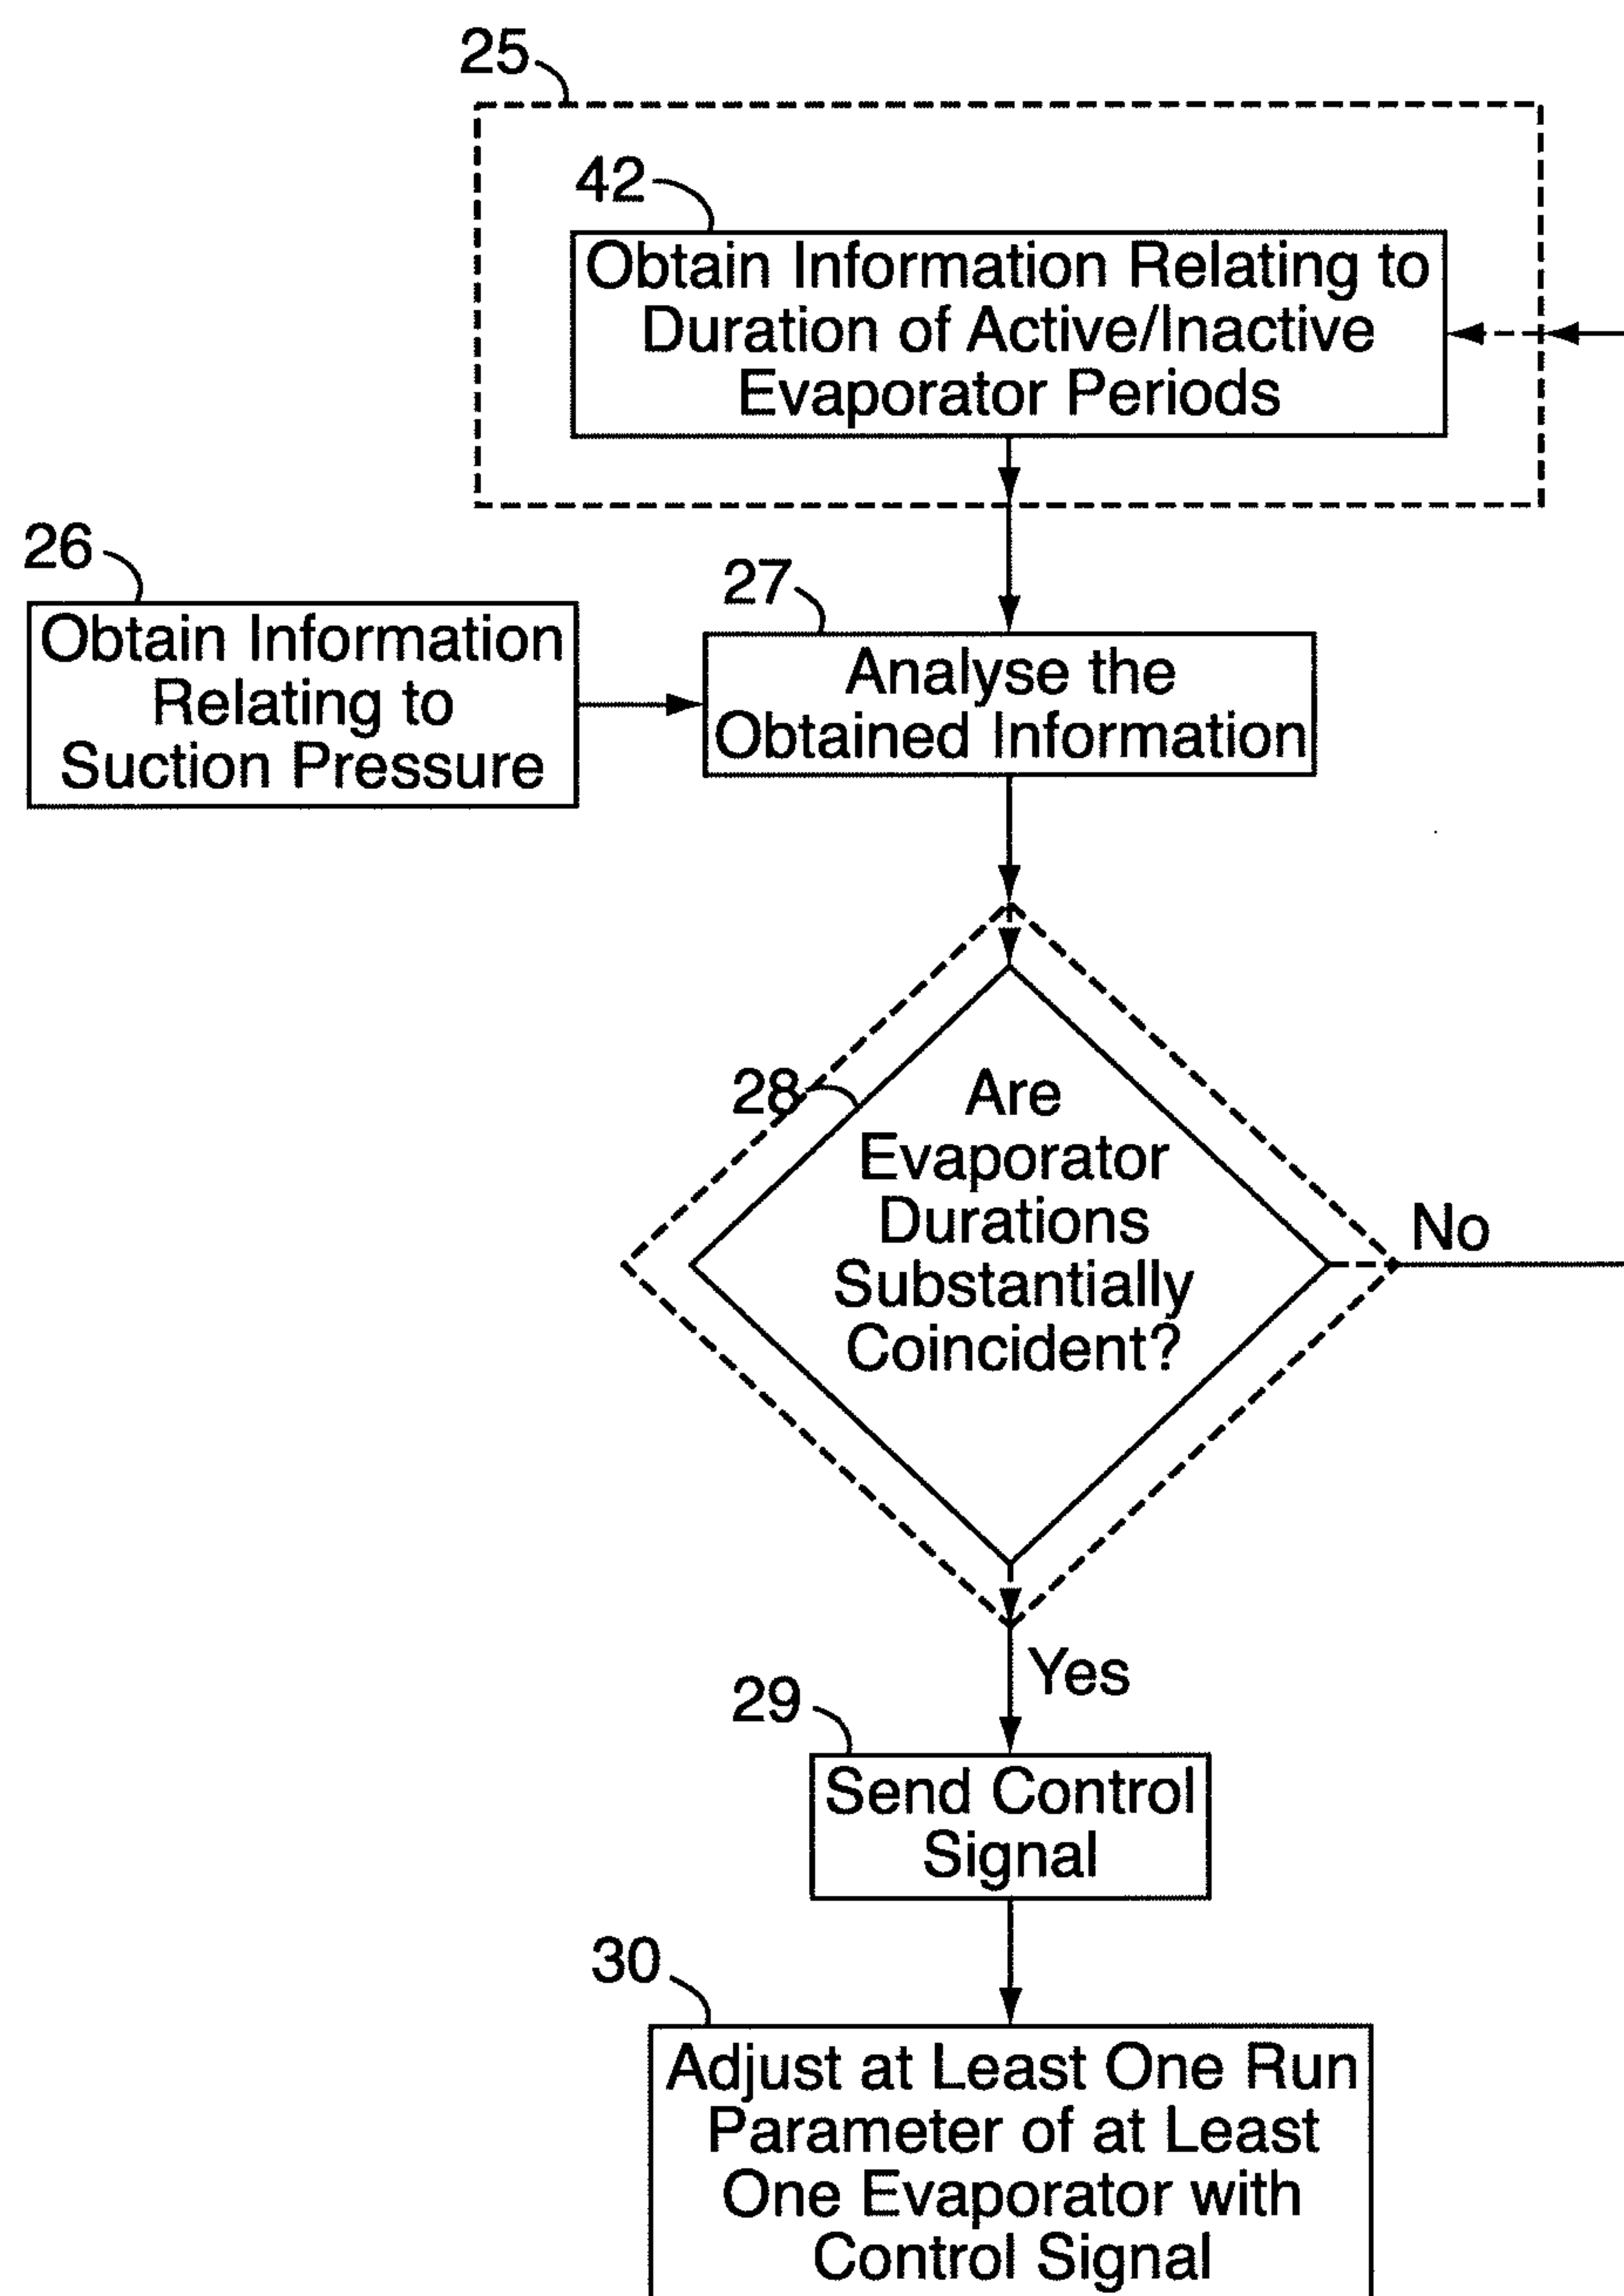 25
42
Obtain Information Relating to
Duration of Active/Inactive
Evaporator Periods
26
Obtain Information
Relating to
Suction Pressure
27
Analyse the
Obtained Information
28
Are
Evaporator
Durations
Substantially
Coincident?
No
Yes
29
Send Control
Signal
30
Adjust at Least One Run
Parameter of at Least
One Evaporator with
Control Signal